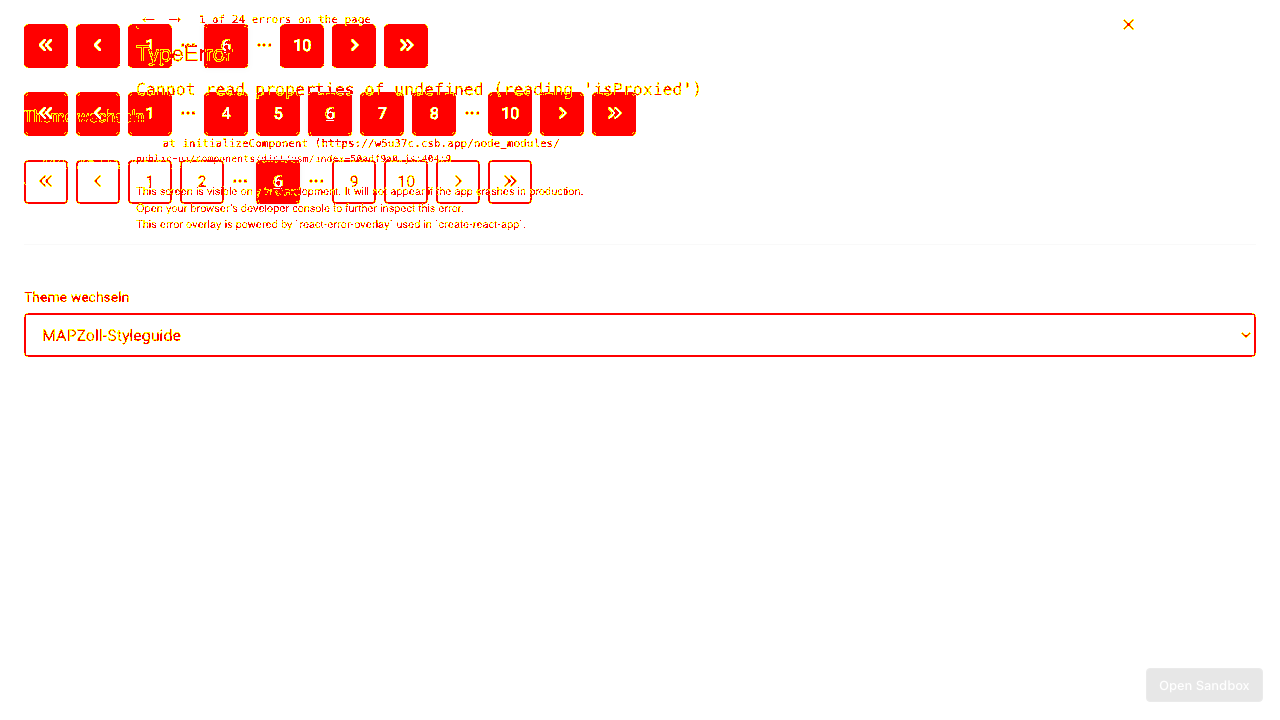 ← → 1 of 24 errors on the page
« ‹ 1 ··· 6 ··· 10 › »
TypeError
Cannot read properties of undefined (reading 'isProxied')
« ‹ 1 ··· 4 5 6 7 8 ··· 10 › »
Theme wechseln
at initializeComponent (https://w5u37c.csb.app/node_modules/
« ‹ 1 2 ··· 6 ··· 9 10 › »
This screen is visible only in development. It will not appear if the app crashes in production.
Open your browser's developer console to further inspect this error.
This error overlay is powered by `react-error-overlay` used in `create-react-app`.
Theme wechseln
MAPZoll-Styleguide
Open Sandbox